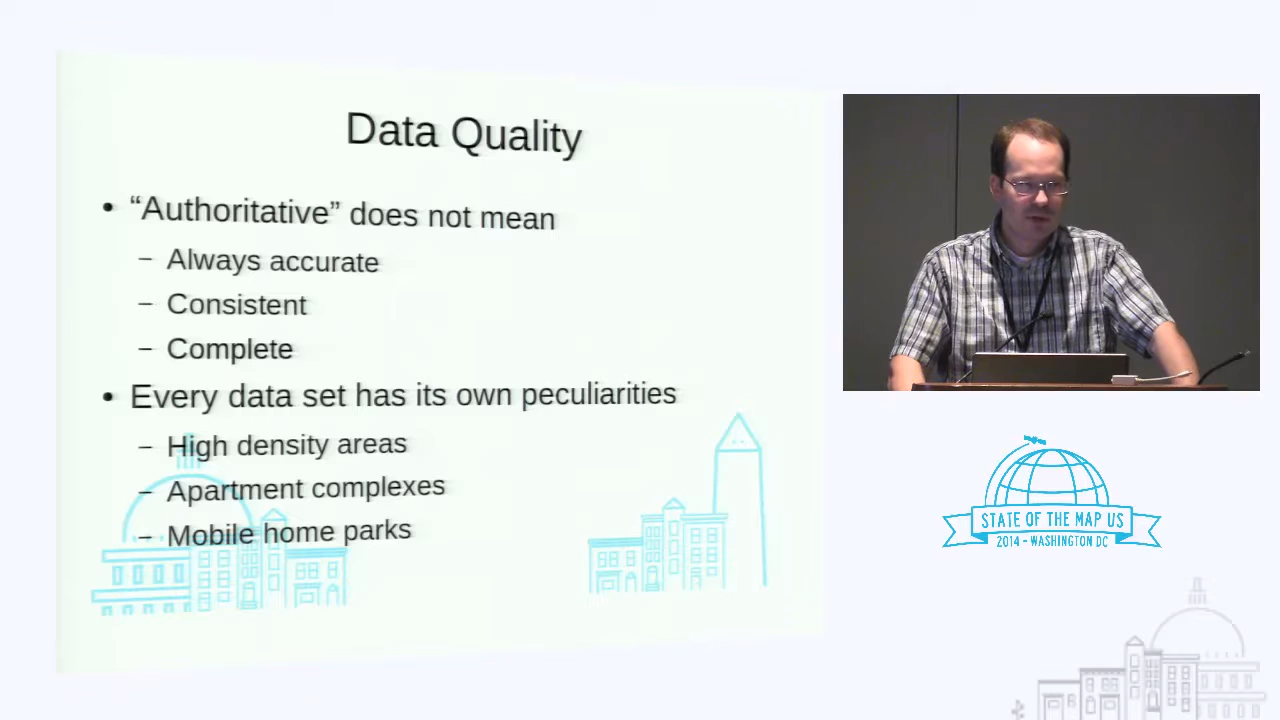 Data Quality
• “Authoritative” does not mean
– Always accurate
– Consistent
– Complete
• Every data set has its own peculiarities
– High density areas
– Apartment complexes
– Mobile home parks
STATE OF THE MAP US
2014 - WASHINGTON DC